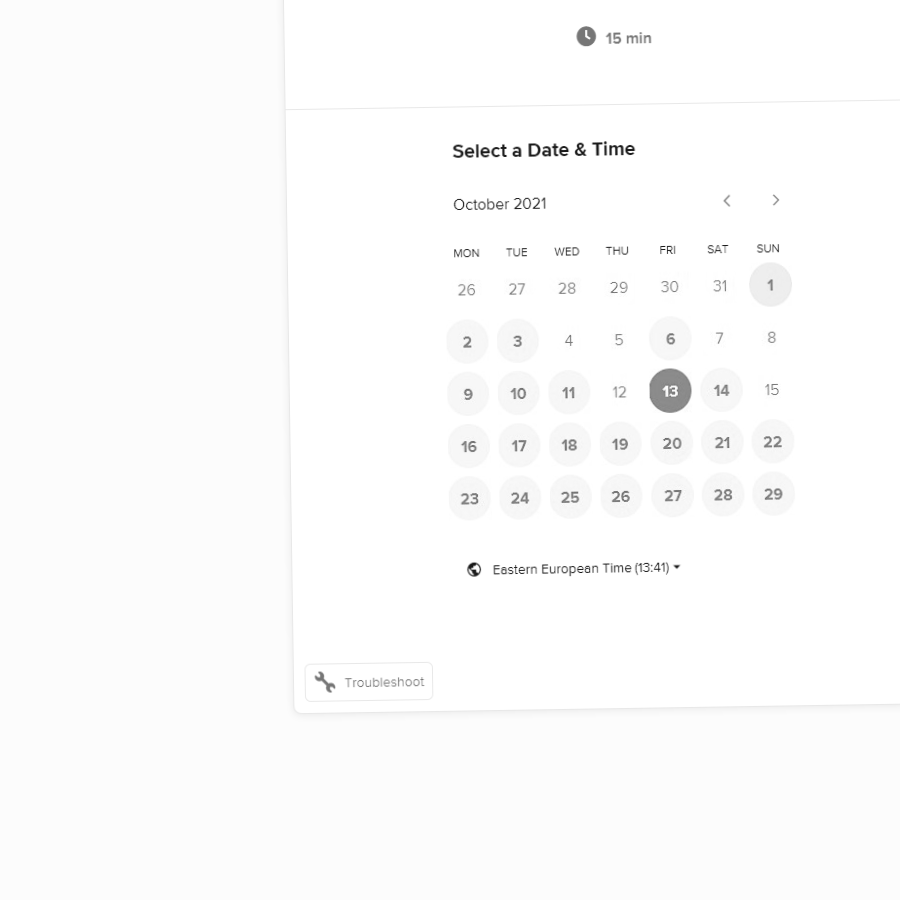 15 min
Select a Date & Time
October 2021
MON TUE WED THU FRI SAT SUN
26 27 28 29 30 31 1
2 3 4 5 6 7 8
9 10 11 12 13 14 15
16 17 18 19 20 21 22
23 24 25 26 27 28 29
Eastern European Time (13:41)
Troubleshoot